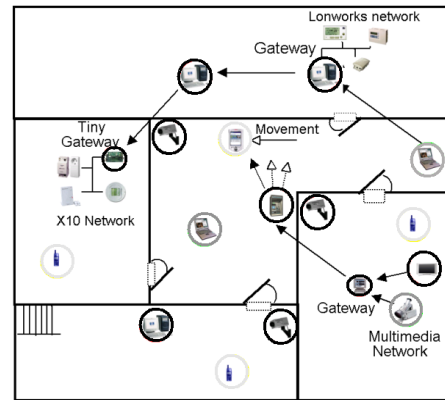 Lonworks network
Gateway
Tiny
Gateway
Movement
X10 Network
Gateway
Multimedia
Network